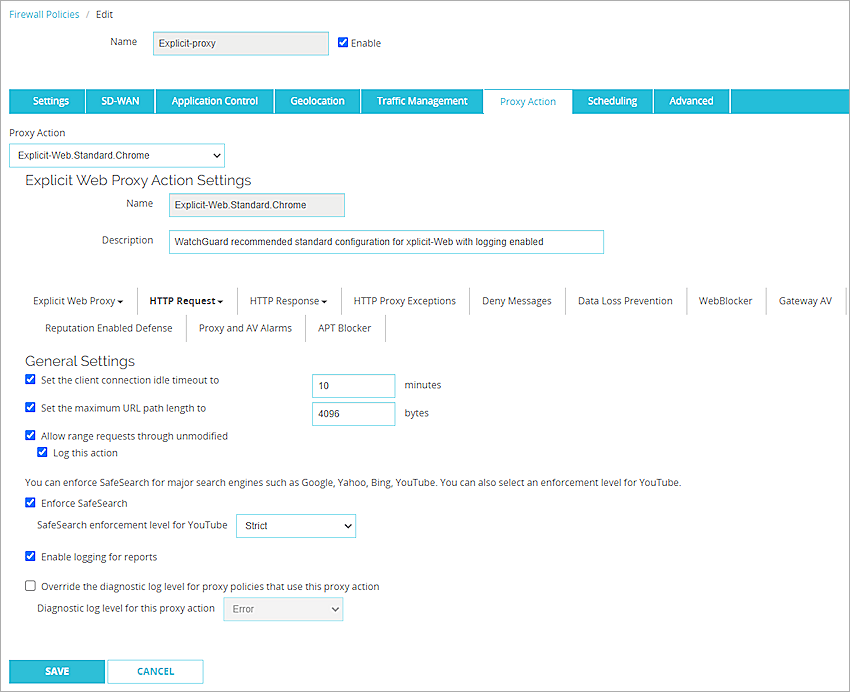 Firewall Policies / Edit
Name Explicit-proxy Enable
Settings SD-WAN Application Control Geolocation Traffic Management Proxy Action Scheduling Advanced
Proxy Action
Explicit-Web.Standard.Chrome
Explicit Web Proxy Action Settings
Name Explicit-Web.Standard.Chrome
Description WatchGuard recommended standard configuration for xplicit-Web with logging enabled
Explicit Web Proxy HTTP Request HTTP Response HTTP Proxy Exceptions Deny Messages Data Loss Prevention WebBlocker Gateway AV
Reputation Enabled Defense Proxy and AV Alarms APT Blocker
General Settings
Set the client connection idle timeout to 10 minutes
Set the maximum URL path length to 4096 bytes
Allow range requests through unmodified
Log this action
You can enforce SafeSearch for major search engines such as Google, Yahoo, Bing, YouTube. You can also select an enforcement level for YouTube.
Enforce SafeSearch
SafeSearch enforcement level for YouTube Strict
Enable logging for reports
Override the diagnostic log level for proxy policies that use this proxy action
Diagnostic log level for this proxy action Error
SAVE CANCEL